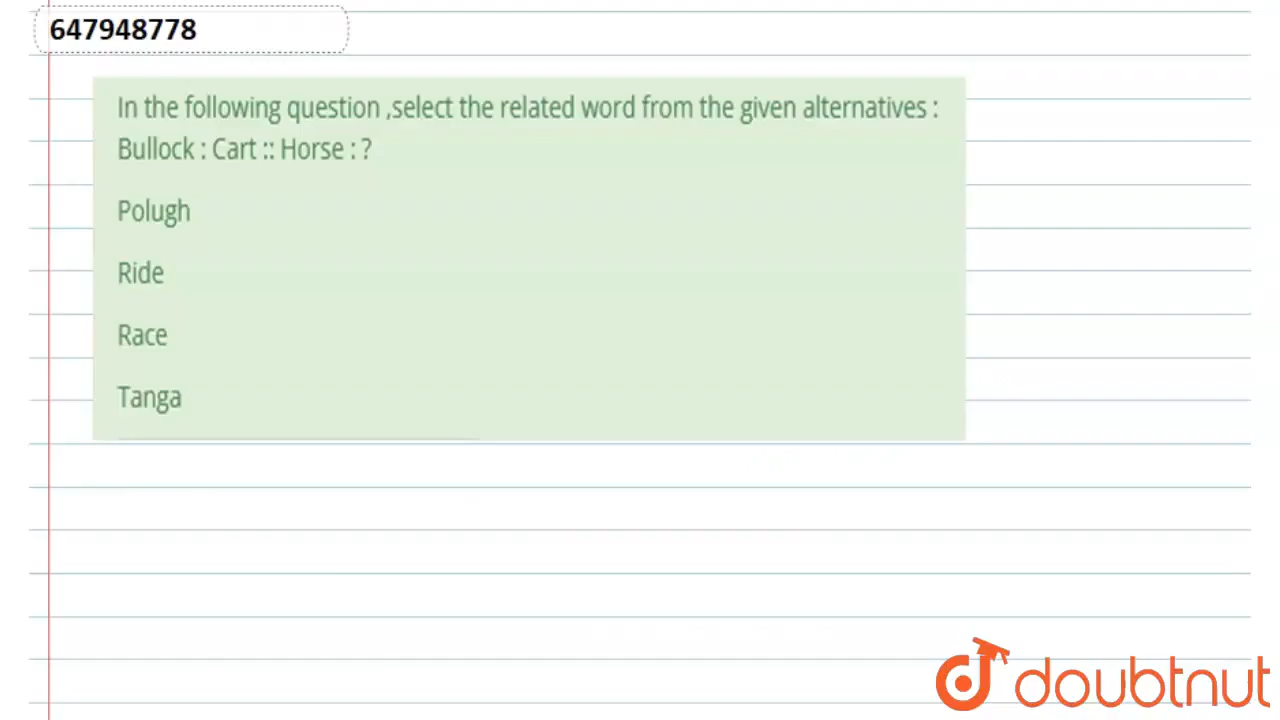 647948778
In the following question ,select the related word from the given alternatives :
Bullock : Cart :: Horse : ?
Polugh
Ride
Race
Tanga
doubtnut